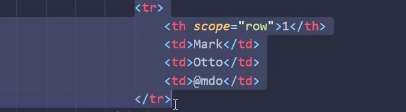 <tr>
<th scope="row">1</th>
<td>Mark</td>
<td>Otto</td>
<td>@mdo</td>
</tr>